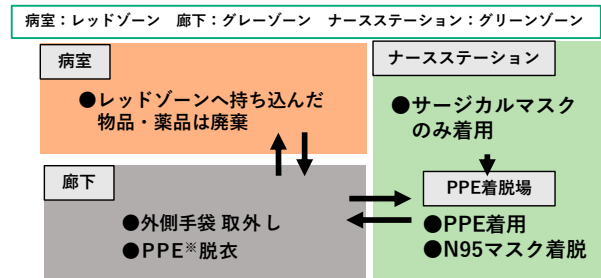 病室：レッドゾーン　廊下：グレーゾーン　ナースステーション：グリーンゾーン
病室
●レッドゾーンへ持ち込んだ
物品・薬品は廃棄
ナースステーション
●サージカルマスク
のみ着用
廊下
●外側手袋 取外し
●PPE※脱衣
PPE着脱場
●PPE着用
●N95マスク着脱